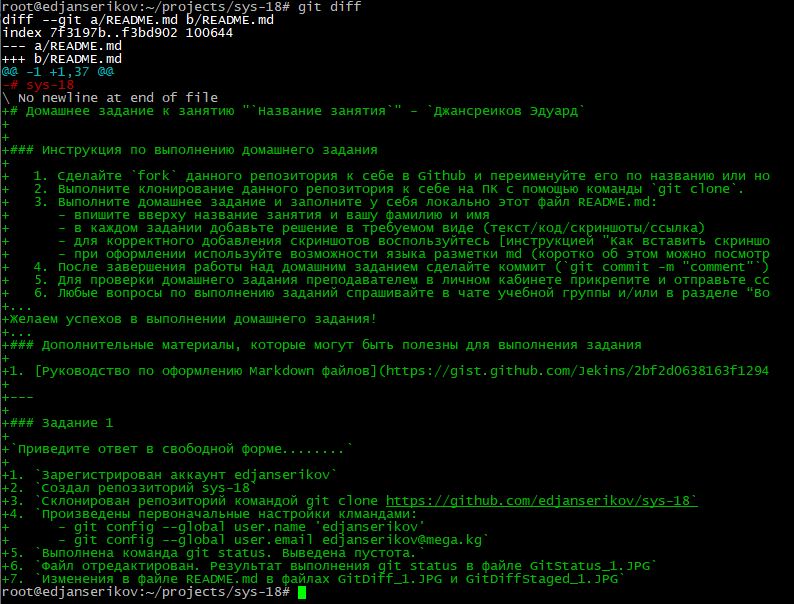 root@edjanserikov:~/projects/sys-18# git diff
diff --git a/README.md b/README.md
index 7f3197b..f3bd902 100644
--- a/README.md
+++ b/README.md
@@ -1 +1,37 @@
-# sys-18
\ No newline at end of file
+# Домашнее задание к занятию "`Название занятия`" - `Джансреиков Эдуард`
+
+
+### Инструкция по выполнению домашнего задания
+
+   1. Сделайте `fork` данного репозитория к себе в Github и переименуйте его по названию или но
+   2. Выполните клонирование данного репозитория к себе на ПК с помощью команды `git clone`.
+   3. Выполните домашнее задание и заполните у себя локально этот файл README.md:
+      - впишите вверху название занятия и вашу фамилию и имя
+      - в каждом задании добавьте решение в требуемом виде (текст/код/скриншоты/ссылка)
+      - для корректного добавления скриншотов воспользуйтесь [инструкцией "как вставить скриншо
+      - при оформлении используйте возможности языка разметки md (коротко об этом можно посмотр
+   4. После завершения работы над домашним заданием сделайте коммит (`git commit -m "comment"`)
+   5. Для проверки домашнего задания преподавателем в личном кабинете прикрепите и отправьте сс
+   6. Любые вопросы по выполнению заданий спрашивайте в чате учебной группы и/или в разделе “Во
+...
+Желаем успехов в выполнении домашнего задания!
+...
+### Дополнительные материалы, которые могут быть полезны для выполнения задания
+
+1. [Руководство по оформлению Markdown файлов](https://gist.github.com/Jekins/2bf2d0638163f1294
+
+---
+
+### Задание 1
+
+`Приведите ответ в свободной форме........`
+
+1. `Зарегистрирован аккаунт edjanserikov`
+2. `Создал репоззиторий sys-18`
+3. `Склонирован репозиторий командой git clone https://github.com/edjanserikov/sys-18`
+4. `Произведены первоначальные настройки клмандами:
+      - git config --global user.name 'edjanserikov'
+      - git config --global user.email edjanserikov@mega.kg`
+5. `Выполнена команда git status. Выведена пустота.`
+6. `Файл отредактирован. Результат выполнения git status в файле GitStatus_1.JPG`
+7. `Изменения в файле README.md в файлах GitDiff_1.JPG и GitDiffStaged_1.JPG`
root@edjanserikov:~/projects/sys-18#